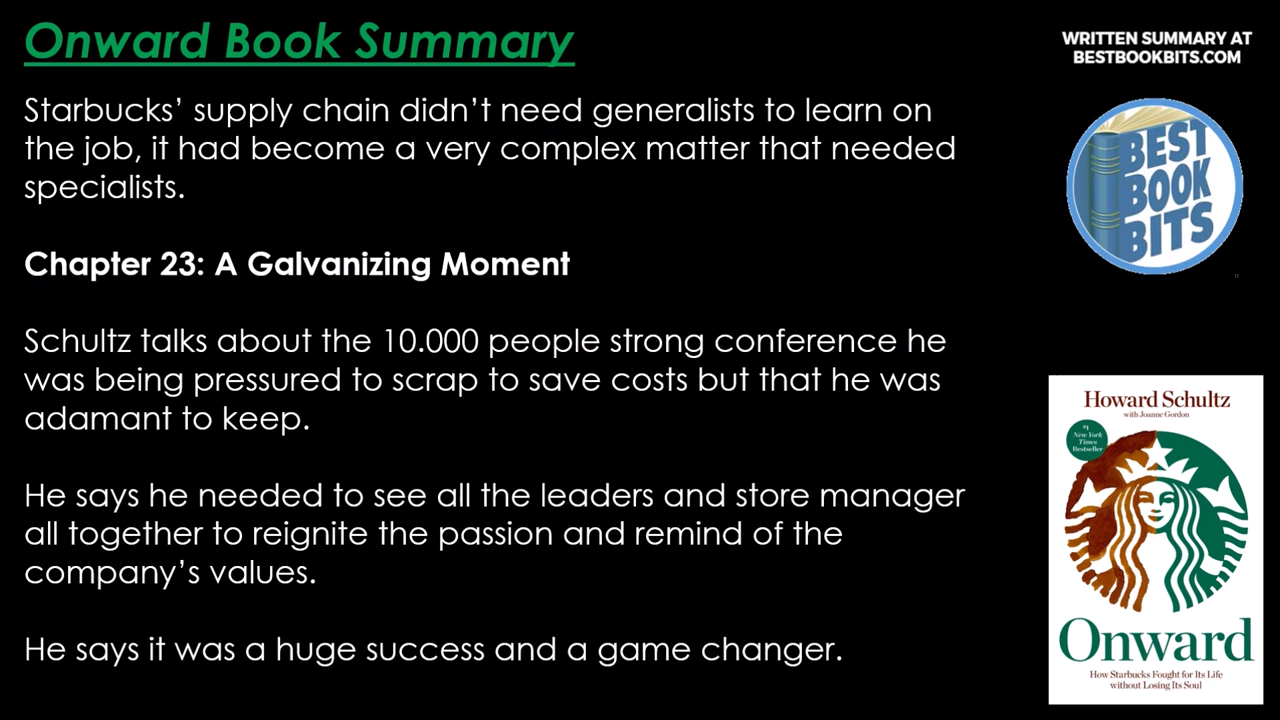 Onward Book Summary
WRITTEN SUMMARY AT
BESTBOOKBITS.COM
Starbucks’ supply chain didn’t need generalists to learn on
the job, it had become a very complex matter that needed
specialists.
BEST
BOOK
BITS
Chapter 23: A Galvanizing Moment
Schultz talks about the 10.000 people strong conference he
was being pressured to scrap to save costs but that he was
adamant to keep.
He says he needed to see all the leaders and store manager
all together to reignite the passion and remind of the
company’s values.
He says it was a huge success and a game changer.
Howard Schultz
with Joanne Gordon
#1
New York
Times
Bestseller
Onward
How Starbucks Fought for Its Life
without Losing Its Soul